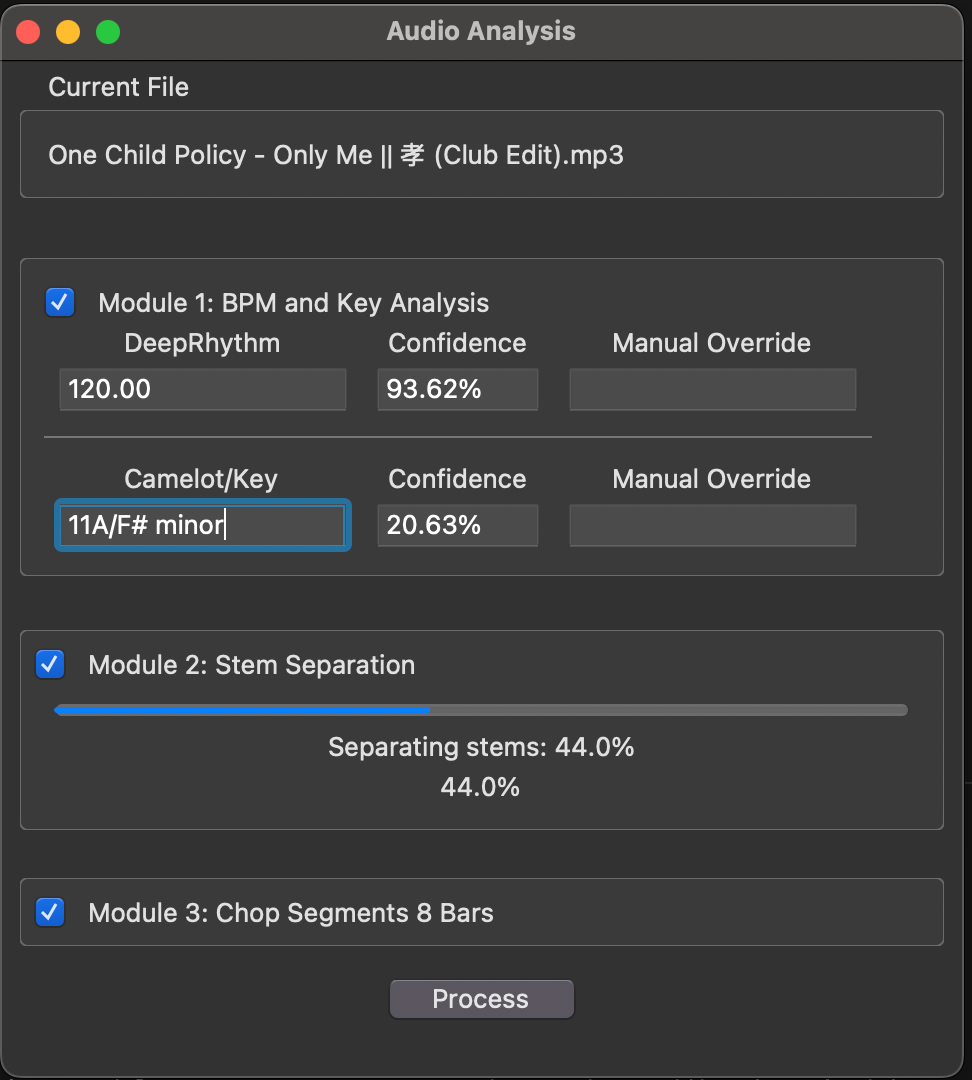 Audio Analysis
Current File
One Child Policy - Only Me || 孝 (Club Edit).mp3
Module 1: BPM and Key Analysis
DeepRhythm Confidence Manual Override
120.00 93.62%
Camelot/Key Confidence Manual Override
11A/F# minor 20.63%
Module 2: Stem Separation
Separating stems: 44.0%
44.0%
Module 3: Chop Segments 8 Bars
Process